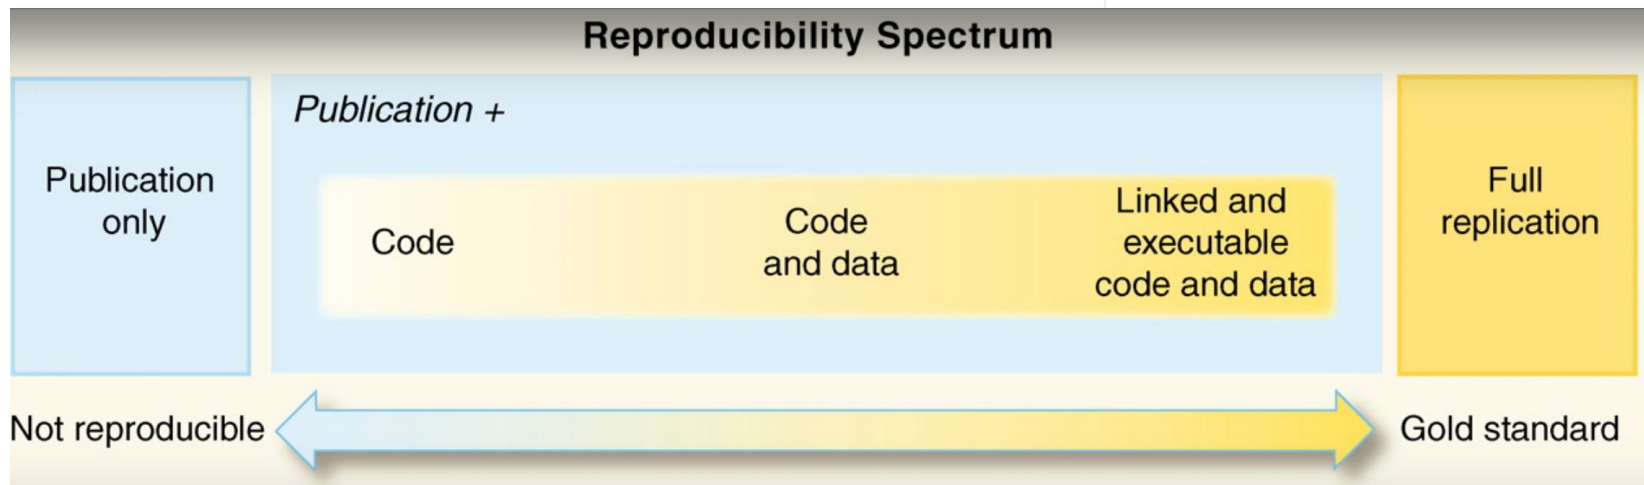 Reproducibility Spectrum
Publication
only
Publication +
Code
Code
and data
Linked and
executable
code and data
Full
replication
Not reproducible
Gold standard